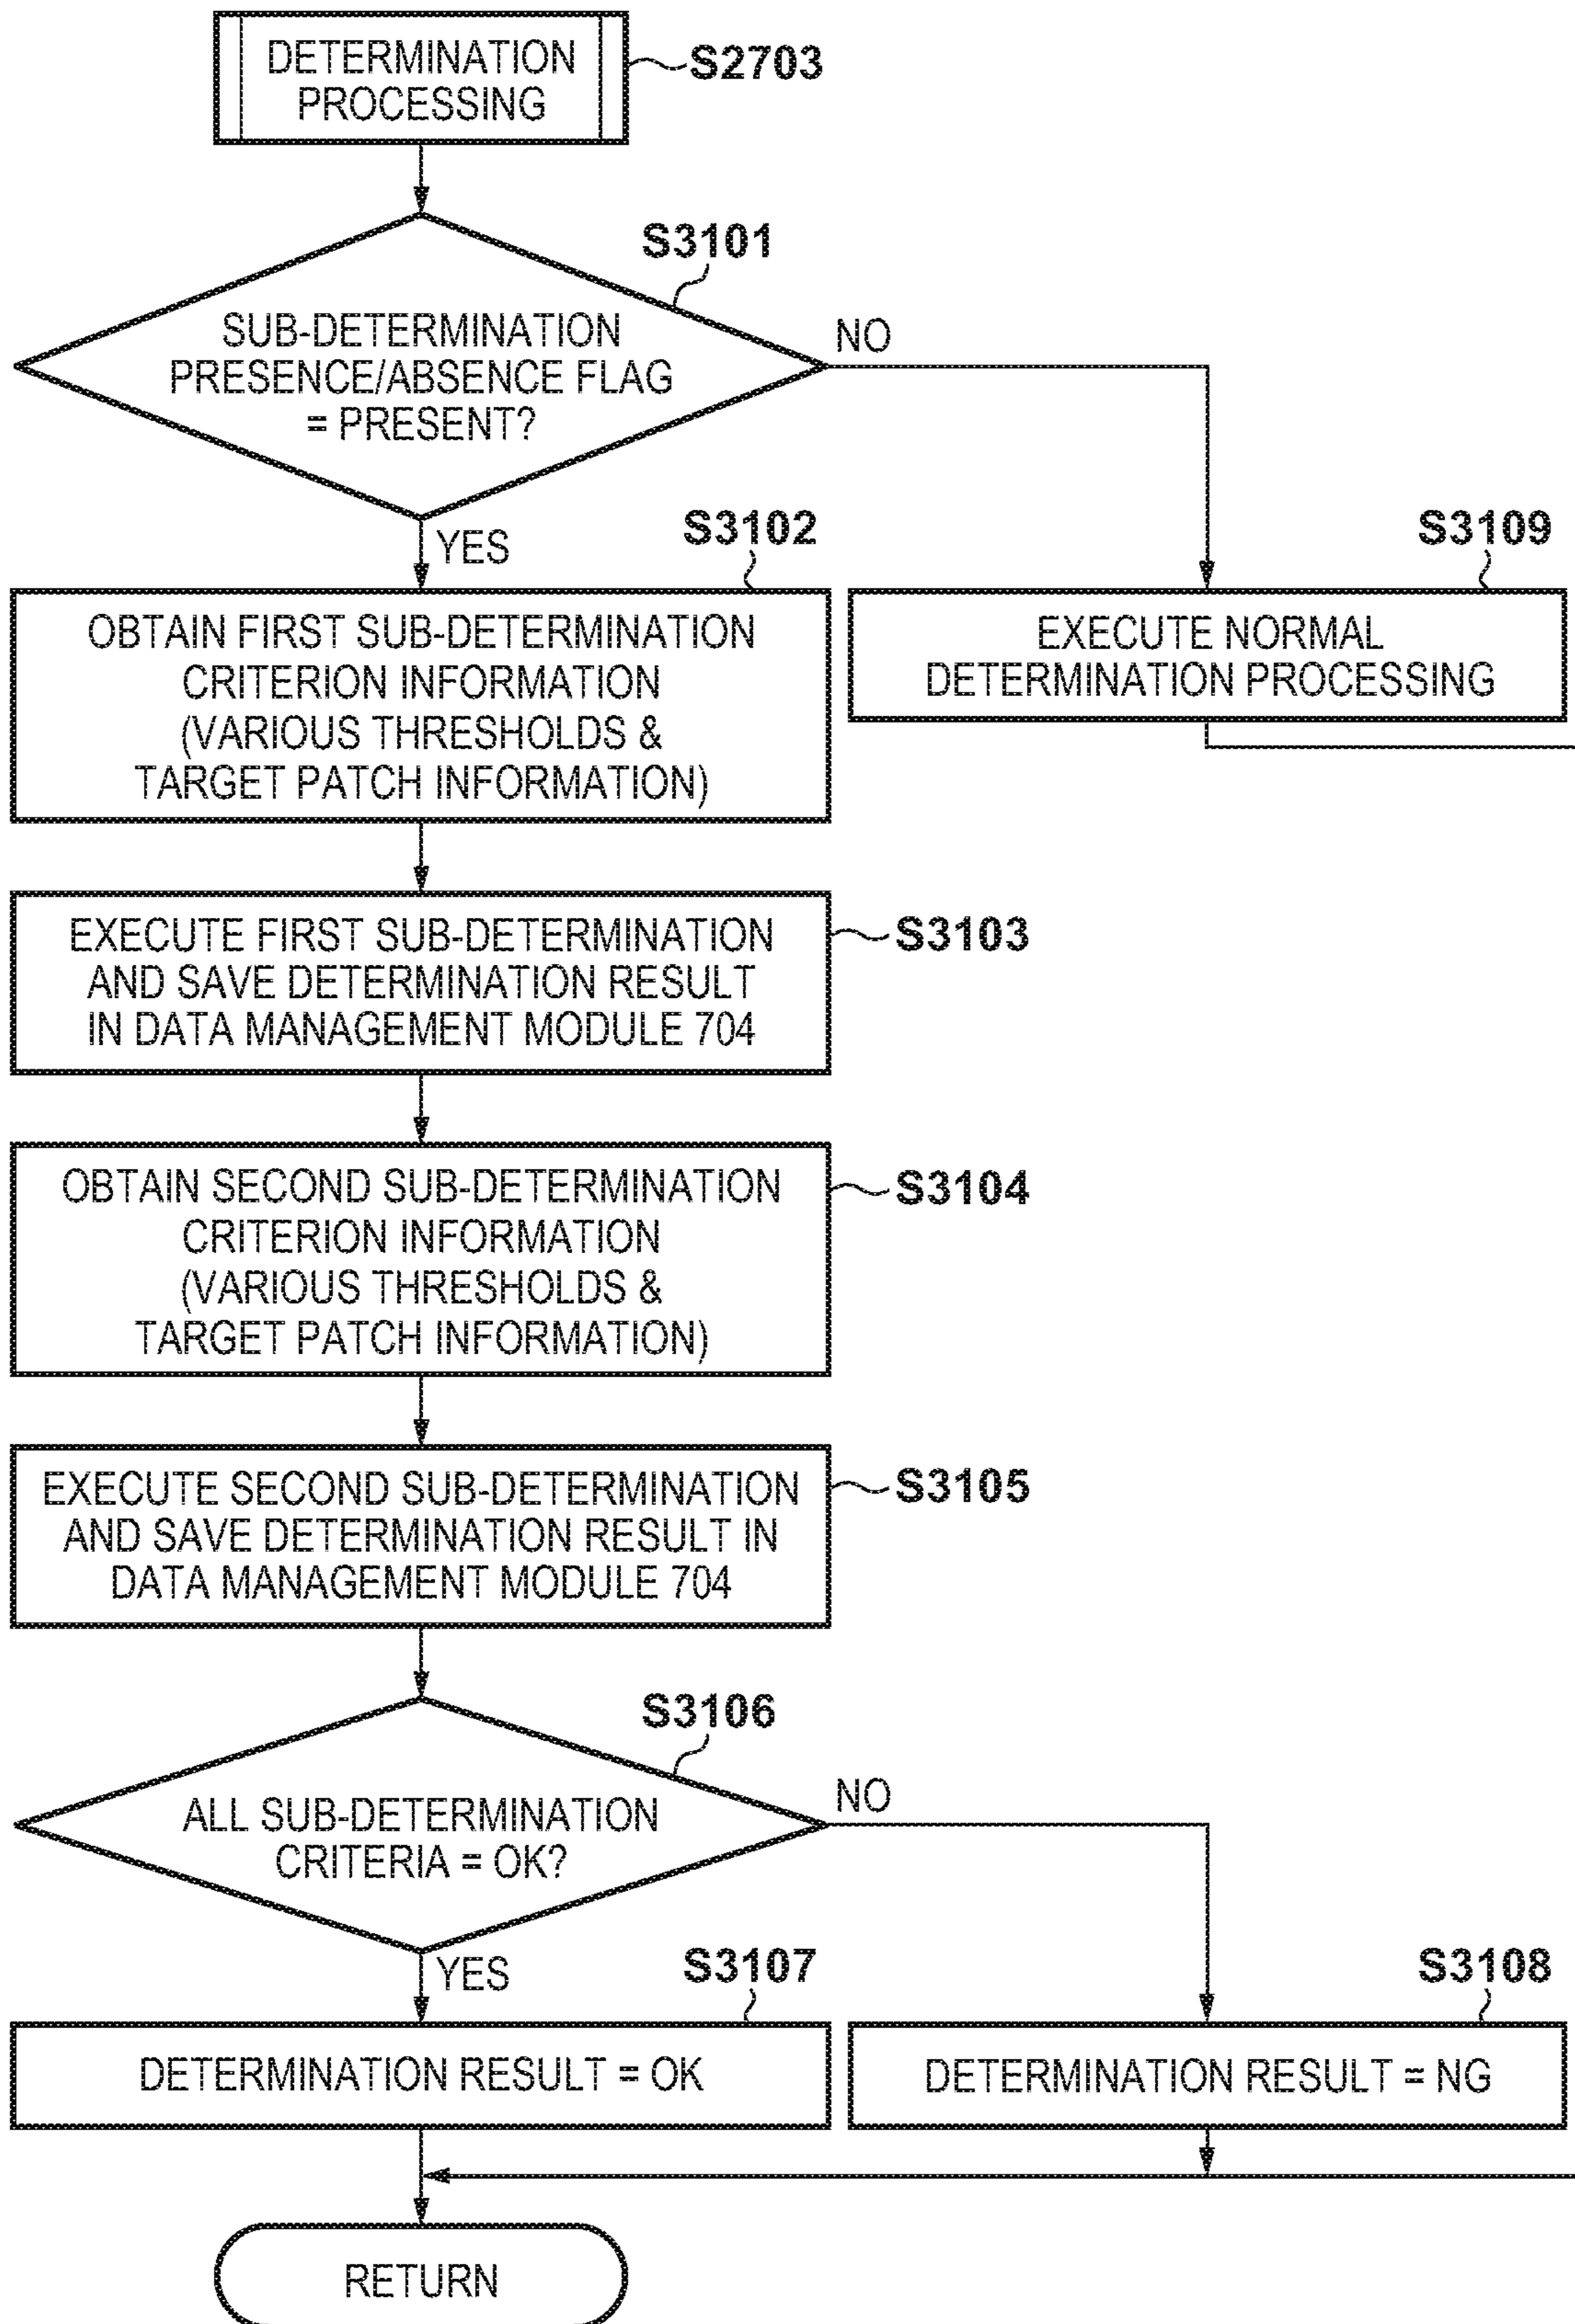 DETERMINATION
PROCESSING
S2703
S3101
SUB-DETERMINATION
PRESENCE/ABSENCE FLAG
= PRESENT?
NO
YES
S3102
S3109
OBTAIN FIRST SUB-DETERMINATION
CRITERION INFORMATION
(VARIOUS THRESHOLDS &
TARGET PATCH INFORMATION)
EXECUTE NORMAL
DETERMINATION PROCESSING
EXECUTE FIRST SUB-DETERMINATION
AND SAVE DETERMINATION RESULT
IN DATA MANAGEMENT MODULE 704
S3103
OBTAIN SECOND SUB-DETERMINATION
CRITERION INFORMATION
(VARIOUS THRESHOLDS &
TARGET PATCH INFORMATION)
S3104
EXECUTE SECOND SUB-DETERMINATION
AND SAVE DETERMINATION RESULT IN
DATA MANAGEMENT MODULE 704
S3105
S3106
ALL SUB-DETERMINATION
CRITERIA = OK?
NO
YES
S3107
S3108
DETERMINATION RESULT = OK
DETERMINATION RESULT = NG
RETURN